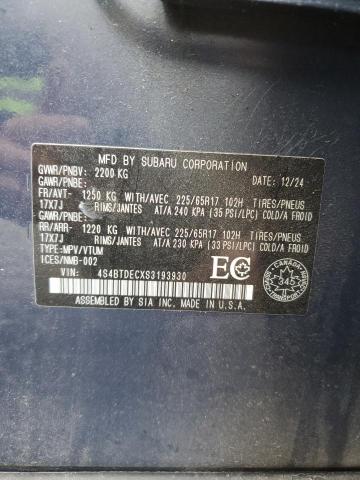 MFD BY SUBARU CORPORATION
GVWR/PNBV: 2200 KG 12/24
GAWR/PNBE:
FR/AVT- 1250 KG WITH/AVEC 225/65R17 102H TIRES/PNEUS
17X7J RIMS/JANTES AT/A 240 KPA (35 PSI/LPC) COLD/A FROID
GAWR/PNBE:
RR/ARR- 1220 KG WITH/AVEC 225/65R17 102H TIRES/PNEUS
17X7J RIMS/JANTES AT/A 230 KPA (33 PSI/LPC) COLD/A FROID
TYPE:MPV/VTUM
ICES/NMB-002
VIN: 4S4BTDECXS3193930
EC
CANADA
345
ASSEMBLED BY SIA INC. MADE IN U.S.A.